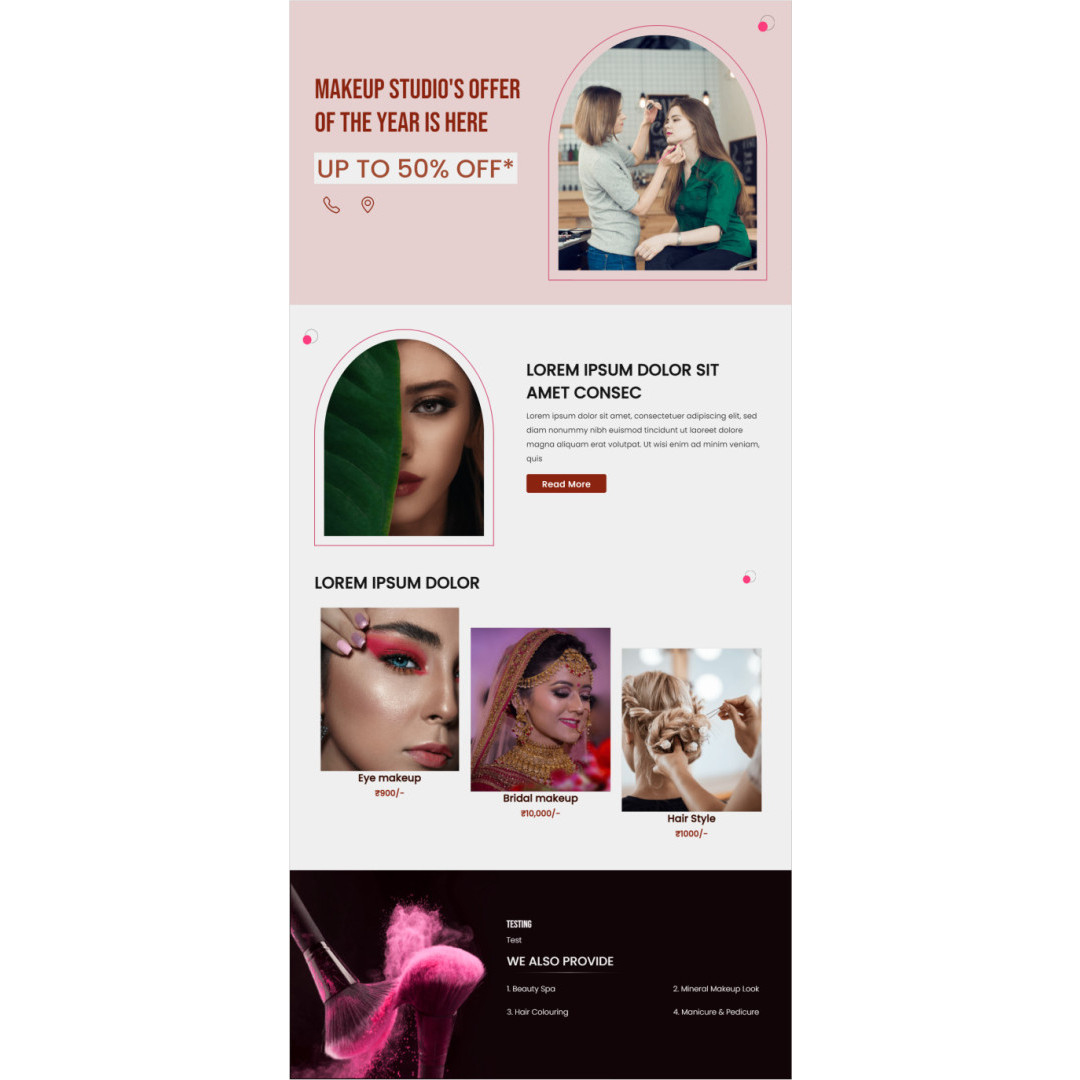 MAKEUP STUDIO'S OFFER
OF THE YEAR IS HERE
UP TO 50% OFF*
LOREM IPSUM DOLOR SIT
AMET CONSEC
Lorem ipsum dolor sit amet, consectetuer adipiscing elit, sed
diam nonummy nibh euismod tincidunt ut laoreet dolore
magna aliquam erat volutpat. Ut wisi enim ad minim veniam,
quis
Read More
LOREM IPSUM DOLOR
Eye makeup
₹900/-
Bridal makeup
₹10,000/-
Hair Style
₹1000/-
TESTING
Test
WE ALSO PROVIDE
1. Beauty Spa
2. Mineral Makeup Look
3. Hair Colouring
4. Manicure & Pedicure